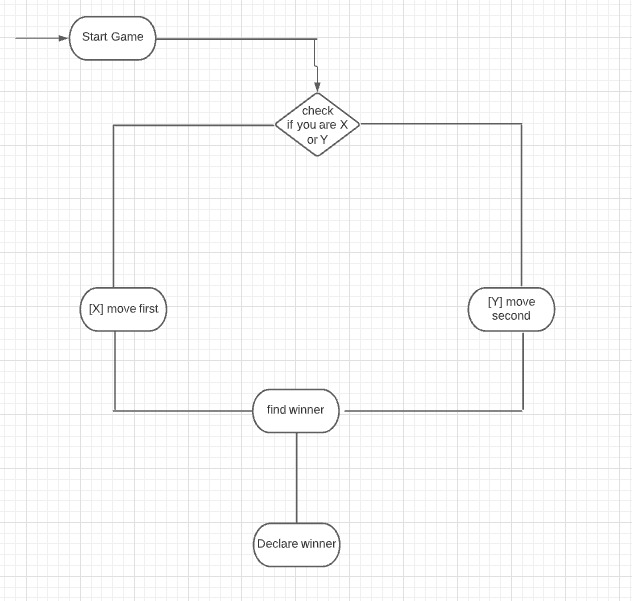 Start Game
check
if you are X
or Y
[X] move first
[Y] move
second
find winner
Declare winner